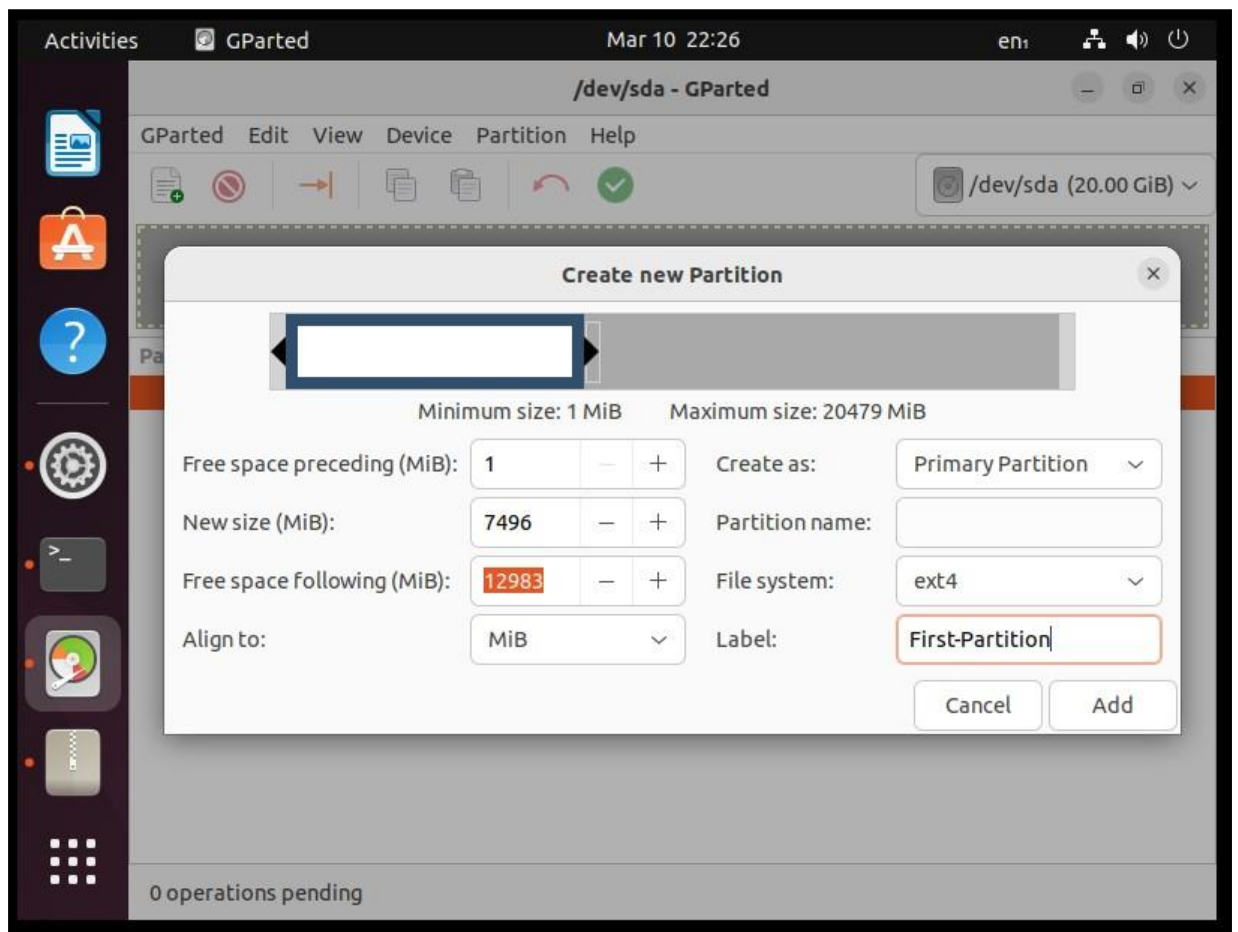 Activities GParted Mar 10 22:26 en₁
/dev/sda - GParted
GParted Edit View Device Partition Help
/dev/sda (20.00 GiB)
Create new Partition
Pa
Minimum size: 1 MiB Maximum size: 20479 MiB
Free space preceding (MiB): 1 Create as: Primary Partition
New size (MiB): 7496 Partition name:
Free space following (MiB): 12983 File system: ext4
Align to: MiB Label: First-Partition
Cancel Add
0 operations pending